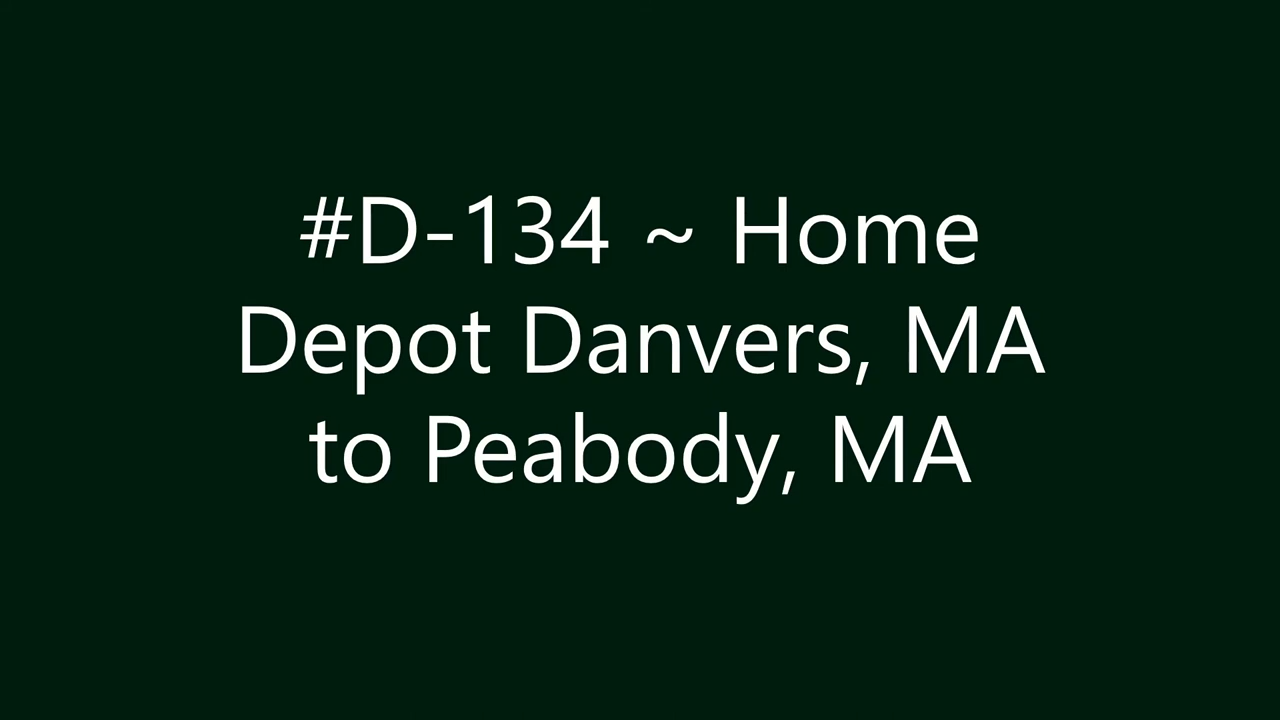 #D-134 ~ Home
Depot Danvers, MA
to Peabody, MA